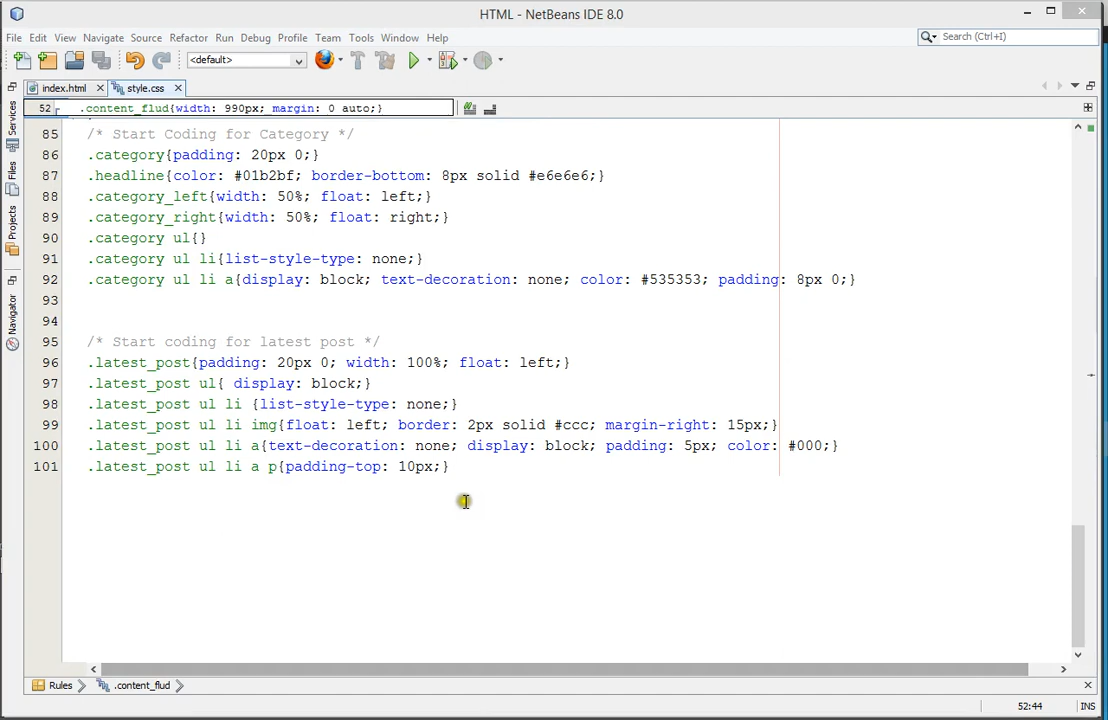 HTML - NetBeans IDE 8.0
File Edit View Navigate Source Refactor Run Debug Profile Team Tools Window Help
Search (Ctrl+I)
<default>
index.html style.css
52 .content_flud{width: 990px; margin: 0 auto;}
85 /* Start Coding for Category */
86 .category{padding: 20px 0;}
87 .headline{color: #01b2bf; border-bottom: 8px solid #e6e6e6;}
88 .category_left{width: 50%; float: left;}
89 .category_right{width: 50%; float: right;}
90 .category ul{}
91 .category ul li{list-style-type: none;}
92 .category ul li a{display: block; text-decoration: none; color: #535353; padding: 8px 0;}
93
94
95 /* Start coding for latest post */
96 .latest_post{padding: 20px 0; width: 100%; float: left;}
97 .latest_post ul{ display: block;}
98 .latest_post ul li {list-style-type: none;}
99 .latest_post ul li img{float: left; border: 2px solid #ccc; margin-right: 15px;}
100 .latest_post ul li a{text-decoration: none; display: block; padding: 5px; color: #000;}
101 .latest_post ul li a p{padding-top: 10px;}
Services
Files
Projects
Navigator
Rules .content_flud
52:44 INS